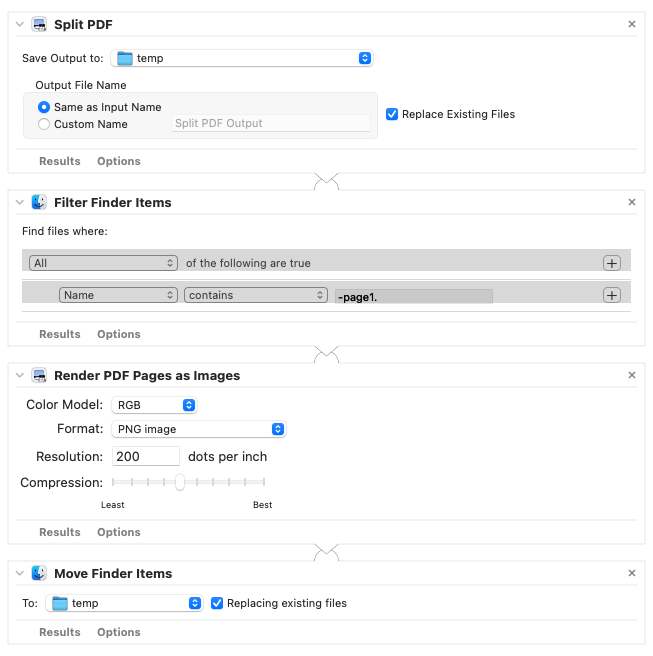 Split PDF
Save Output to: temp
Output File Name
Same as Input Name
Custom Name Split PDF Output
Replace Existing Files
Results Options
Filter Finder Items
Find files where:
All of the following are true
Name contains -page1.
Results Options
Render PDF Pages as Images
Color Model: RGB
Format: PNG image
Resolution: 200 dots per inch
Compression:
Least Best
Results Options
Move Finder Items
To: temp Replacing existing files
Results Options